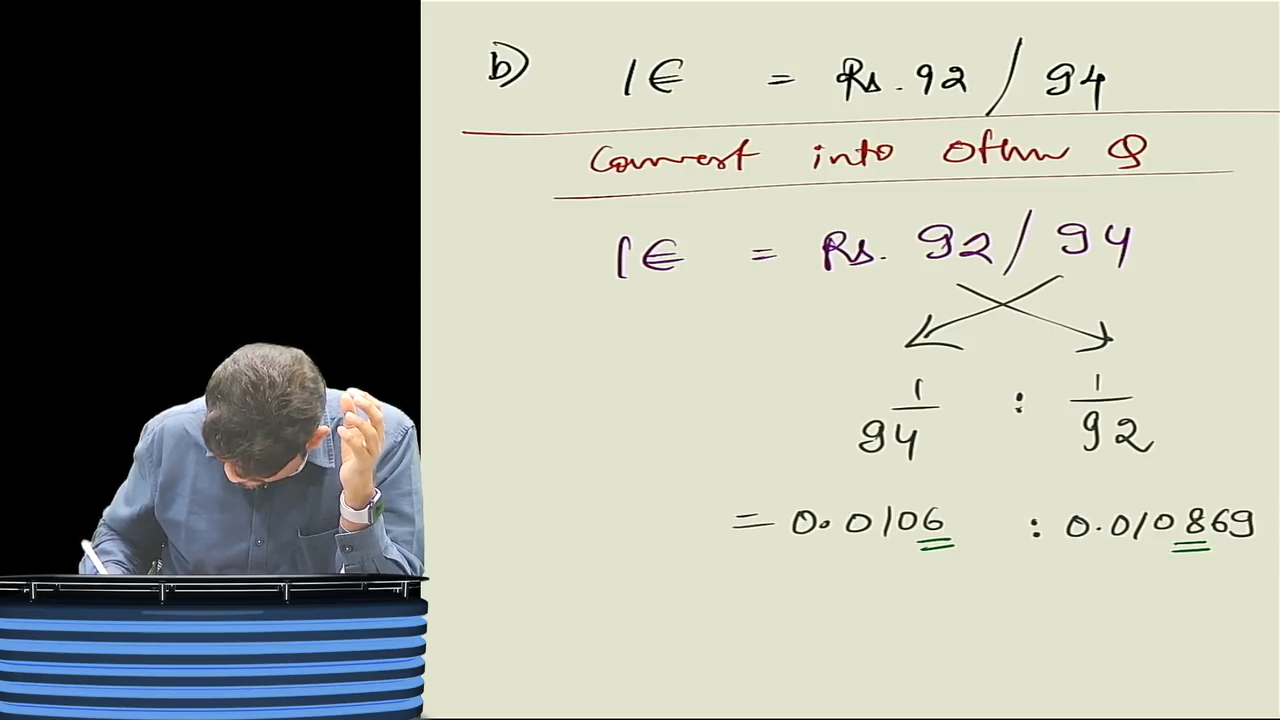 b) 1€ = Rs. 92 / 94
Convert into Other Q
1€ = Rs. 92 / 94
1/94 : 1/92
= 0.0106 : 0.010869